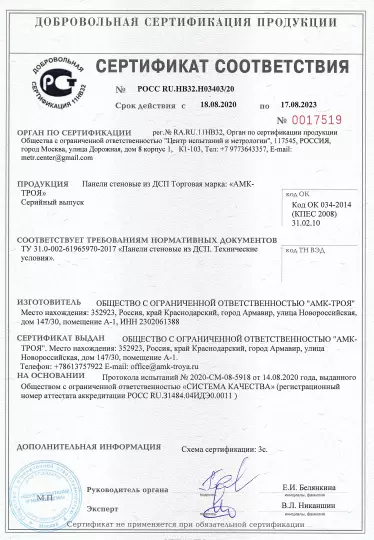 ДОБРОВОЛЬНАЯ СЕРТИФИКАЦИЯ ПРОДУКЦИИ
ДОБРОВОЛЬНАЯ
СЕРТИФИКАЦИЯ 11НВ32
СЕРТИФИКАТ СООТВЕТСТВИЯ
№ РОСС RU.НВ32.Н03403/20
Срок действия с 18.08.2020 по 17.08.2023
№ 0017519
ОРГАН ПО СЕРТИФИКАЦИИ рег.№ RA.RU.11НВ32, Орган по сертификации продукции
Общества с ограниченной ответственностью "Центр испытаний и метрологии", 117545, РОССИЯ,
город Москва, улица Дорожная, дом 8 корпус 1, К1-103, Тел: +7 9773643357, E-mail:
metr.center@gmail.com
ПРОДУКЦИЯ Панели стеновые из ДСП Торговая марка: «АМК-
ТРОЯ»
Серийный выпуск
код ОК
Код ОК 034-2014
(КПЕС 2008)
31.02.10
СООТВЕТСТВУЕТ ТРЕБОВАНИЯМ НОРМАТИВНЫХ ДОКУМЕНТОВ
ТУ 31.0-002-61965970-2017 «Панели стеновые из ДСП. Технические
условия».
код ТН ВЭД
ИЗГОТОВИТЕЛЬ ОБЩЕСТВО С ОГРАНИЧЕННОЙ ОТВЕТСТВЕННОСТЬЮ "АМК-ТРОЯ"
Место нахождения: 352923, Россия, край Краснодарский, город Армавир, улица Новороссийская,
дом 147/30, помещение А-1, ИНН 2302061388
СЕРТИФИКАТ ВЫДАН ОБЩЕСТВО С ОГРАНИЧЕННОЙ ОТВЕТСТВЕННОСТЬЮ "АМК-
ТРОЯ". Место нахождения: 352923, Россия, край Краснодарский, город Армавир, улица
Новороссийская, дом 147/30, помещение А-1.
Телефон: +78613757922 E-mail: office@amk-troya.ru
НА ОСНОВАНИИ Протокола испытаний № 2020-СМ-08-5918 от 14.08.2020 года, выданного
Обществом с ограниченной ответственностью «СИСТЕМА КАЧЕСТВА» (регистрационный
номер аттестата аккредитации РОСС RU.31484.04ИДЭ0.0011 )
ДОПОЛНИТЕЛЬНАЯ ИНФОРМАЦИЯ Схема сертификации: 3с.
М.П.
Руководитель органа Е.И. Белянкина
подпись инициалы, фамилия
Эксперт В.Л. Никаншин
подпись инициалы, фамилия
Сертификат не применяется при обязательной сертификации